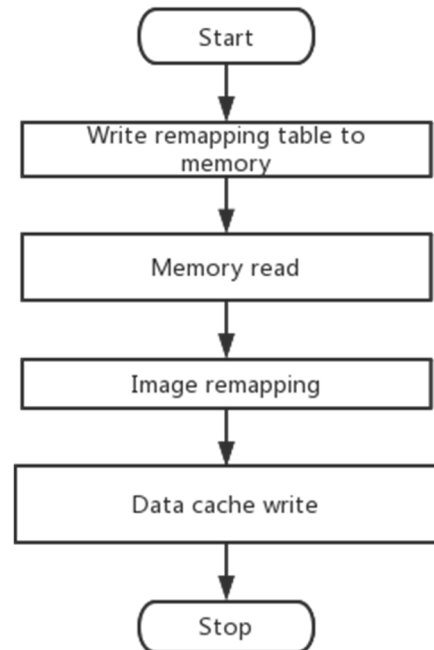 Start
Write remapping table to
memory
Memory read
Image remapping
Data cache write
Stop